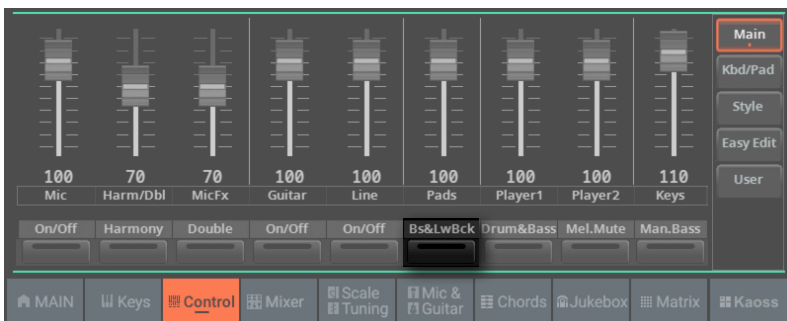 Main
Kbd/Pad
Style
Easy Edit
User
100 70 70 100 100 100 100 100 110
Mic Harm/Dbl MicFx Guitar Line Pads Player1 Player2 Keys
On/Off Harmony Double On/Off On/Off Bs&LwBck Drum&Bass Mel.Mute Man.Bass
MAIN Keys Control Mixer Scale Tuning Mic & Guitar Chords Jukebox Matrix Kaoss